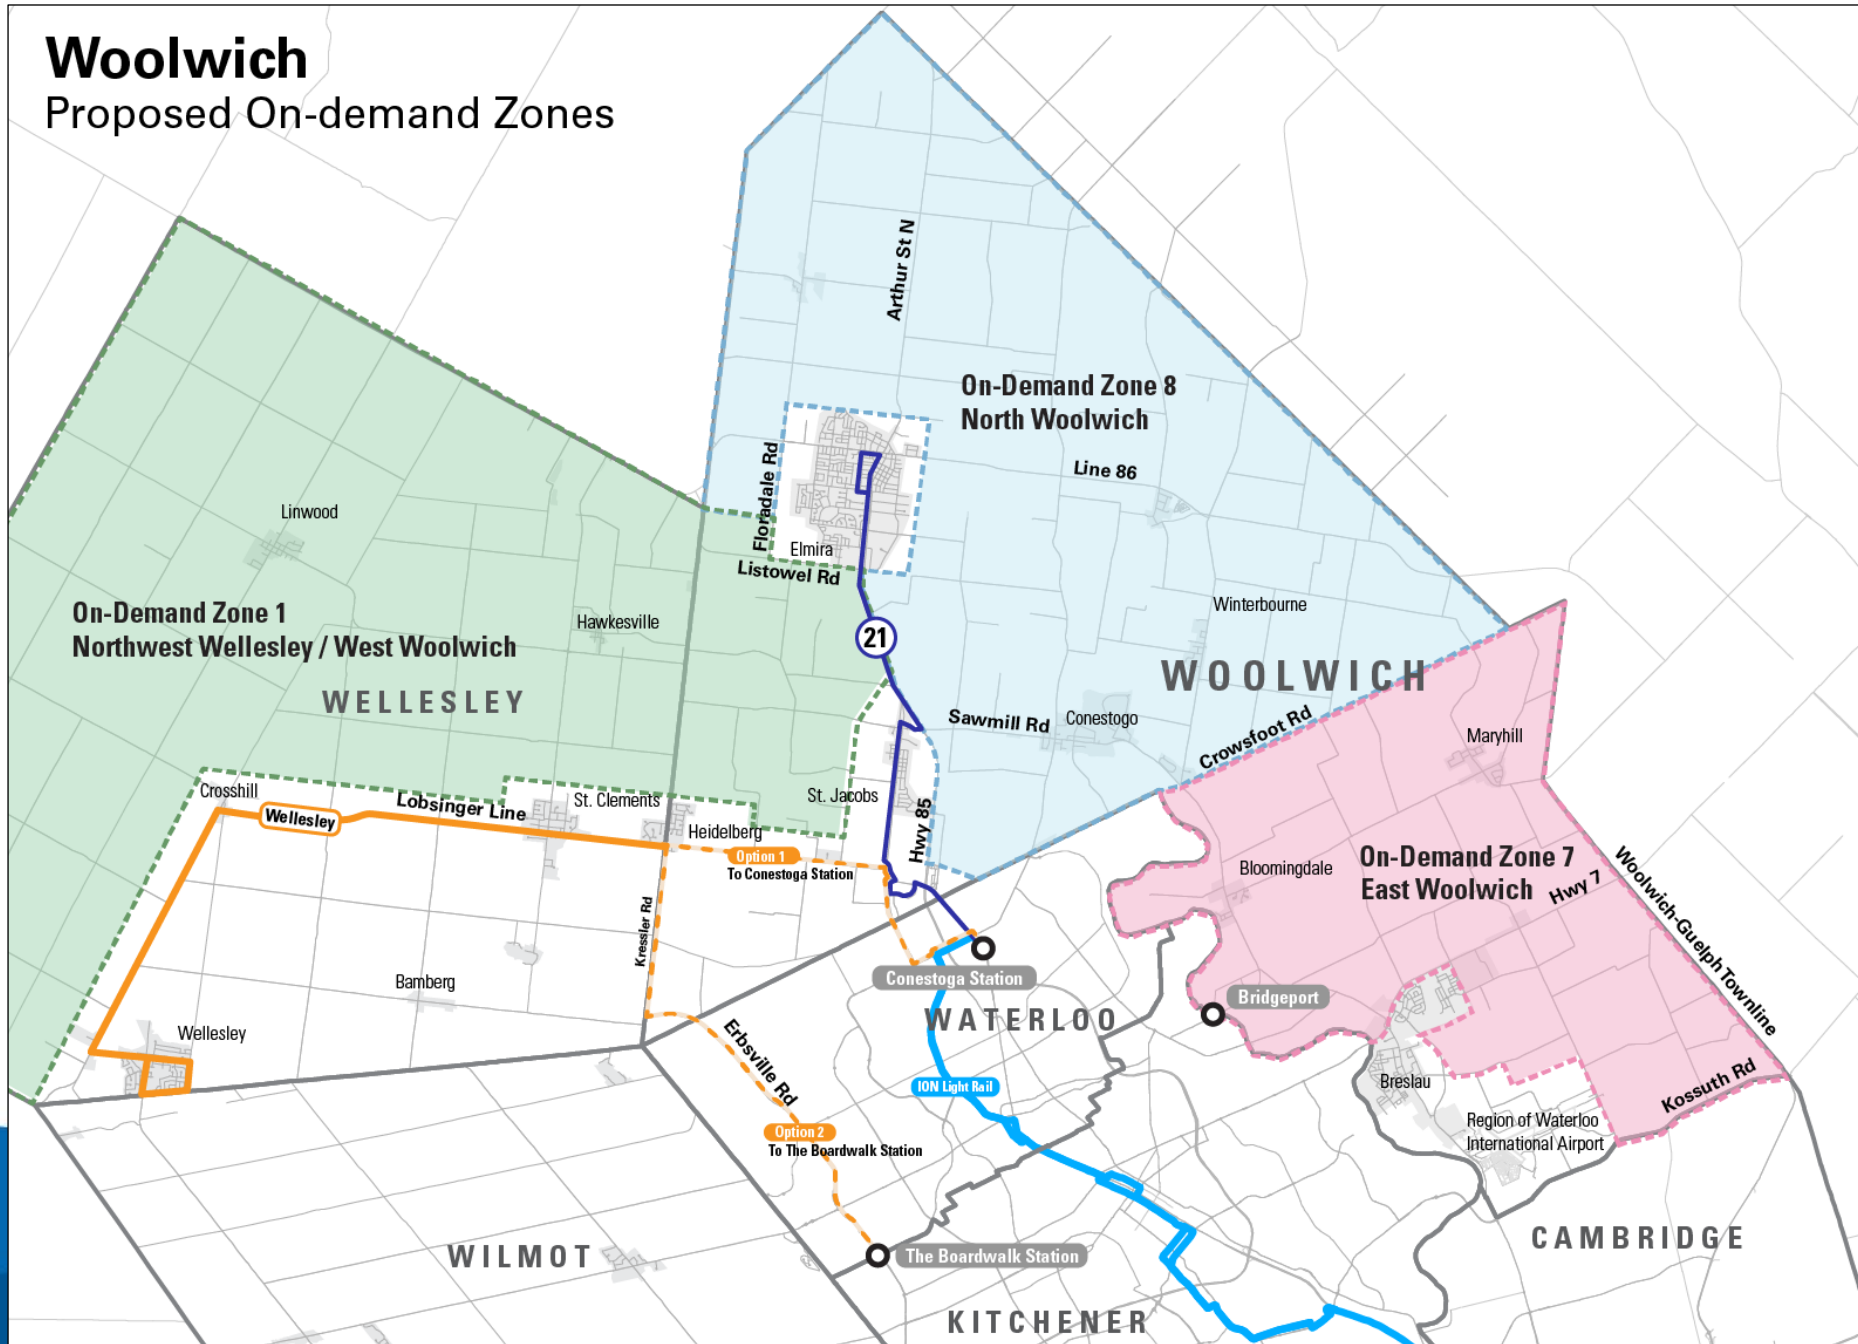 Woolwich
Proposed On-demand Zones
Arthur St N
On-Demand Zone 8
North Woolwich
Floradale Rd
Line 86
Linwood
Elmira
Listowel Rd
On-Demand Zone 1
Northwest Wellesley / West Woolwich
Hawkesville
Winterbourne
21
WELLESLEY
WOOLWICH
Sawmill Rd
Conestogo
Crowsfoot Rd
Maryhill
Crosshill
Wellesley
Lobsinger Line
St. Clements
St. Jacobs
Heidelberg
Hwy 85
Option 1
To Conestoga Station
Bloomingdale
On-Demand Zone 7
East Woolwich
Hwy 7
Woolwich-Guelph Townline
Kressler Rd
Bamberg
Conestoga Station
Bridgeport
WATERLOO
Wellesley
Erbsville Rd
ION Light Rail
Breslau
Kossuth Rd
Option 2
To The Boardwalk Station
Region of Waterloo
International Airport
WILMOT
The Boardwalk Station
CAMBRIDGE
KITCHENER